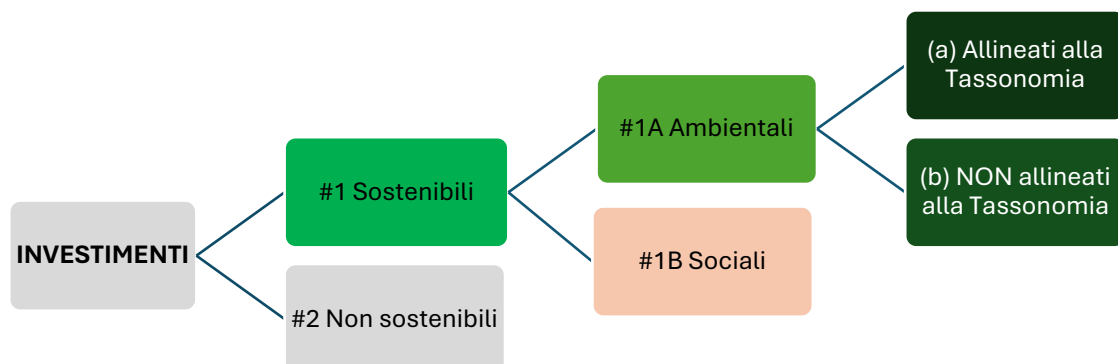 INVESTIMENTI
#1 Sostenibili
#2 Non sostenibili
#1A Ambientali
#1B Sociali
(a) Allineati alla
Tassonomia
(b) NON allineati
alla Tassonomia